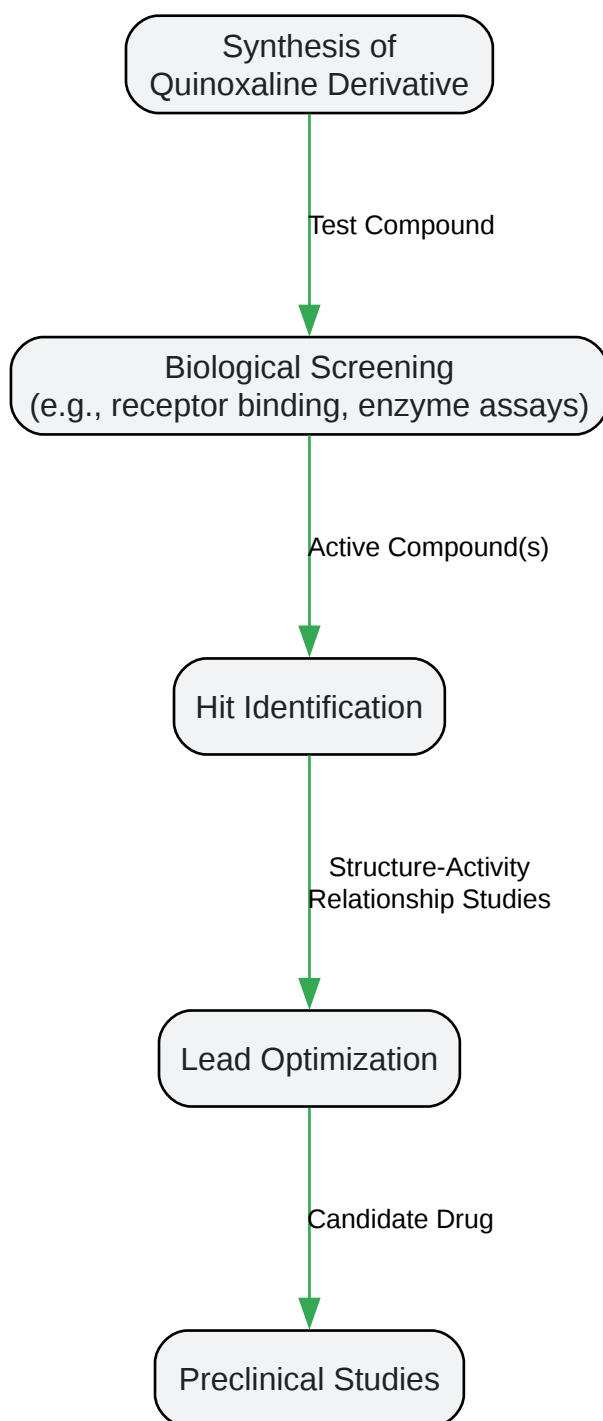 Synthesis of
Quinoxaline Derivative
Test Compound
Biological Screening
(e.g., receptor binding, enzyme assays)
Active Compound(s)
Hit Identification
Structure-Activity
Relationship Studies
Lead Optimization
Candidate Drug
Preclinical Studies